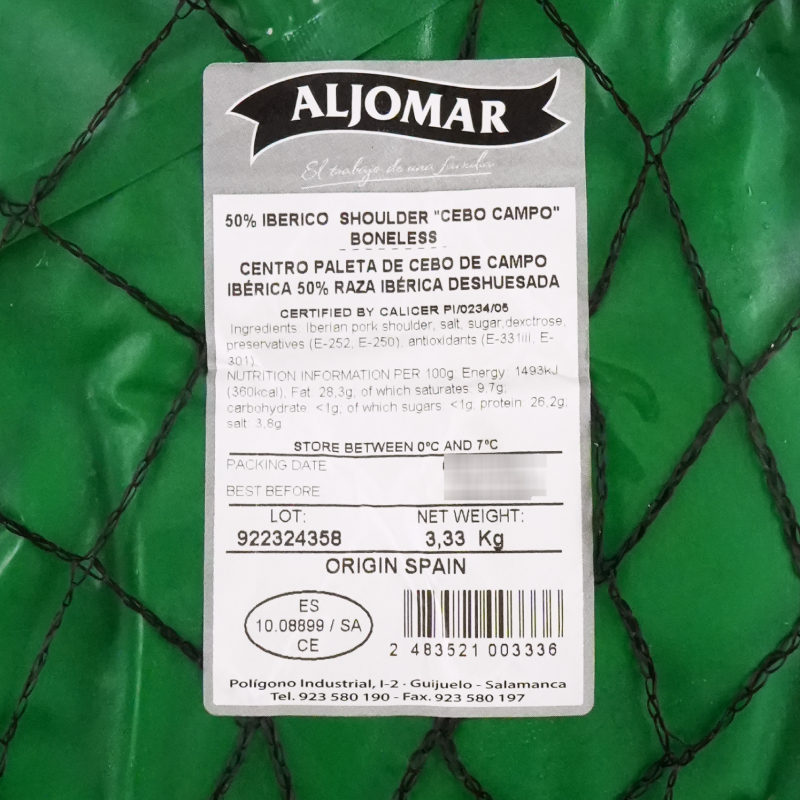 ALJOMAR
El trabajo de una familia
50% IBERICO SHOULDER "CEBO CAMPO"
BONELESS
CENTRO PALETA DE CEBO DE CAMPO
IBÉRICA 50% RAZA IBÉRICA DESHUESADA
CERTIFIED BY CALICER PI/0234/05
Ingredients: Iberian pork shoulder, salt, sugar,dexctrose,
preservatives (E-252, E-250), antioxidants (E-331III, E-
301).
NUTRITION INFORMATION PER 100g: Energy: 1493kJ
(360kcal), Fat: 28,3g, of which saturates: 9,7g;
carbohydrate: <1g; of which sugars: <1g; protein: 26,2g,
salt: 3,8g
STORE BETWEEN 0ºC AND 7ºC
PACKING DATE
BEST BEFORE
LOT: NET WEIGHT:
922324358 3,33 Kg
ORIGIN SPAIN
ES
10.08899 / SA
CE
2 483521 003336
Polígono Industrial, I-2 · Guijuelo - Salamanca
Tel. 923 580 190 - Fax. 923 580 197